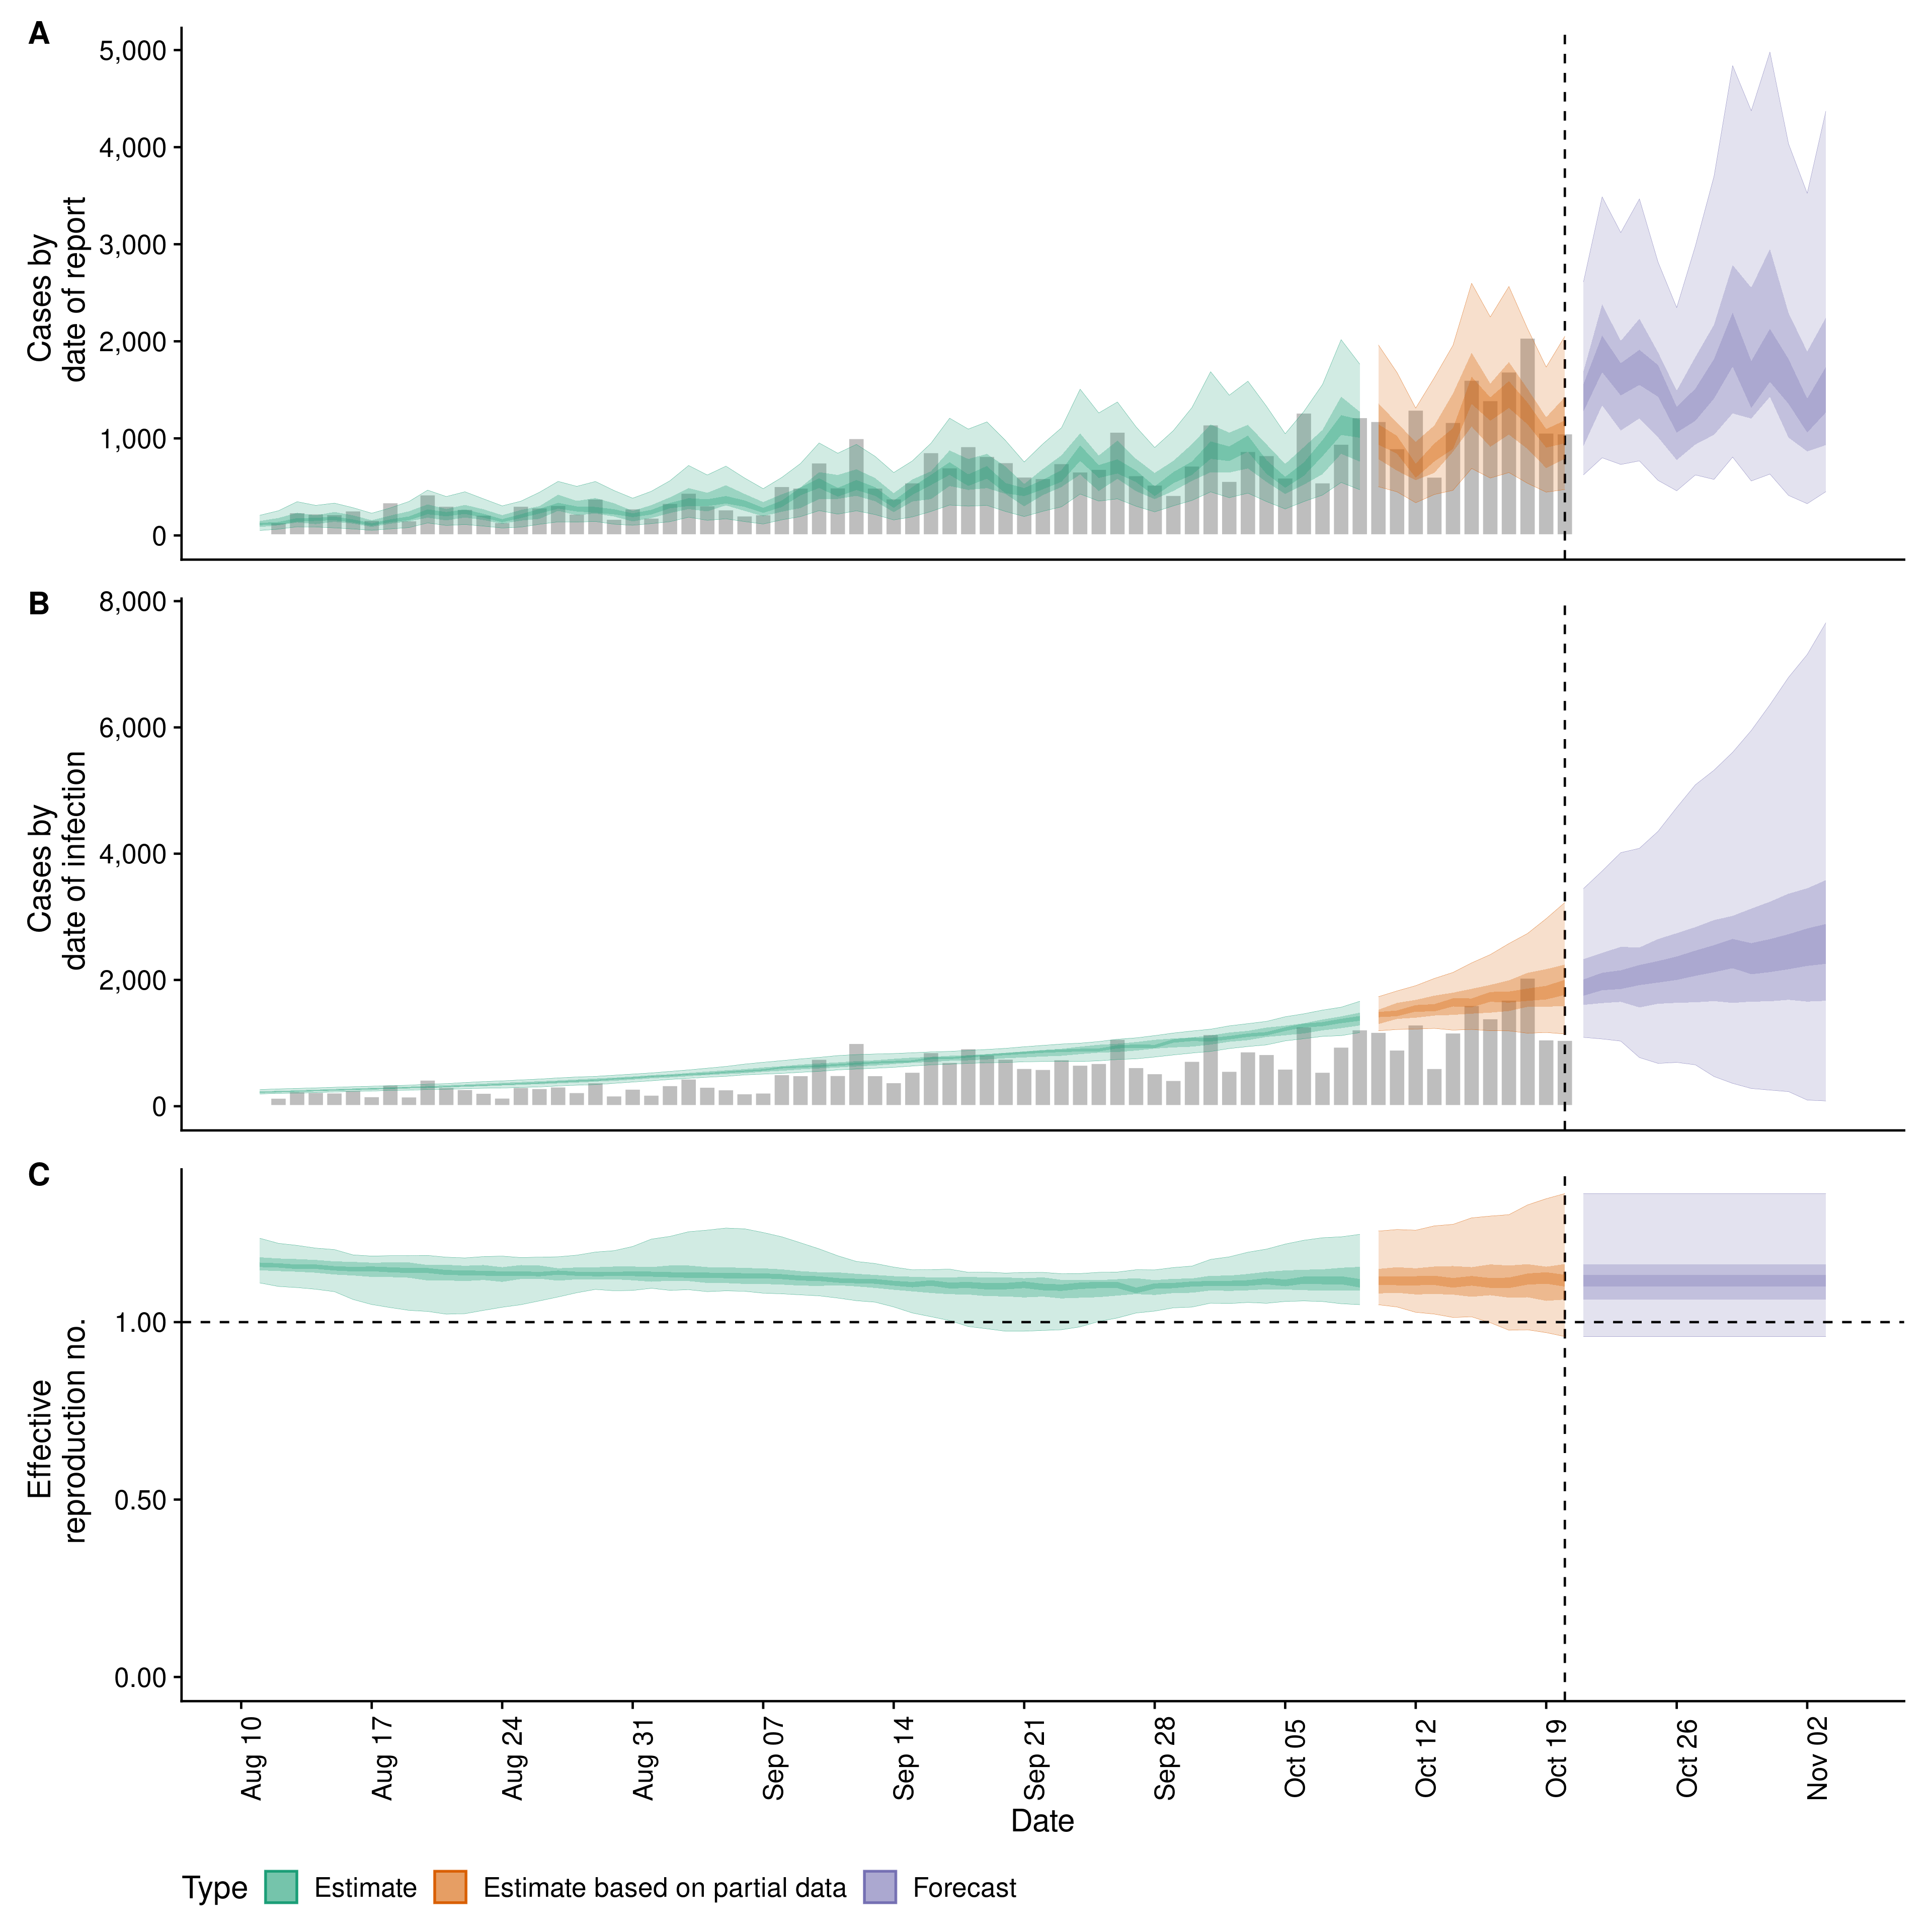 A
5,000
4,000
3,000
2,000
1,000
0
Cases by
date of report
B
8,000
6,000
4,000
2,000
0
Cases by
date of infection
C
1.00
0.50
0.00
Effective
reproduction no.
Aug 10
Aug 17
Aug 24
Aug 31
Sep 07
Sep 14
Sep 21
Sep 28
Oct 05
Oct 12
Oct 19
Oct 26
Nov 02
Date
Type Estimate Estimate based on partial data Forecast